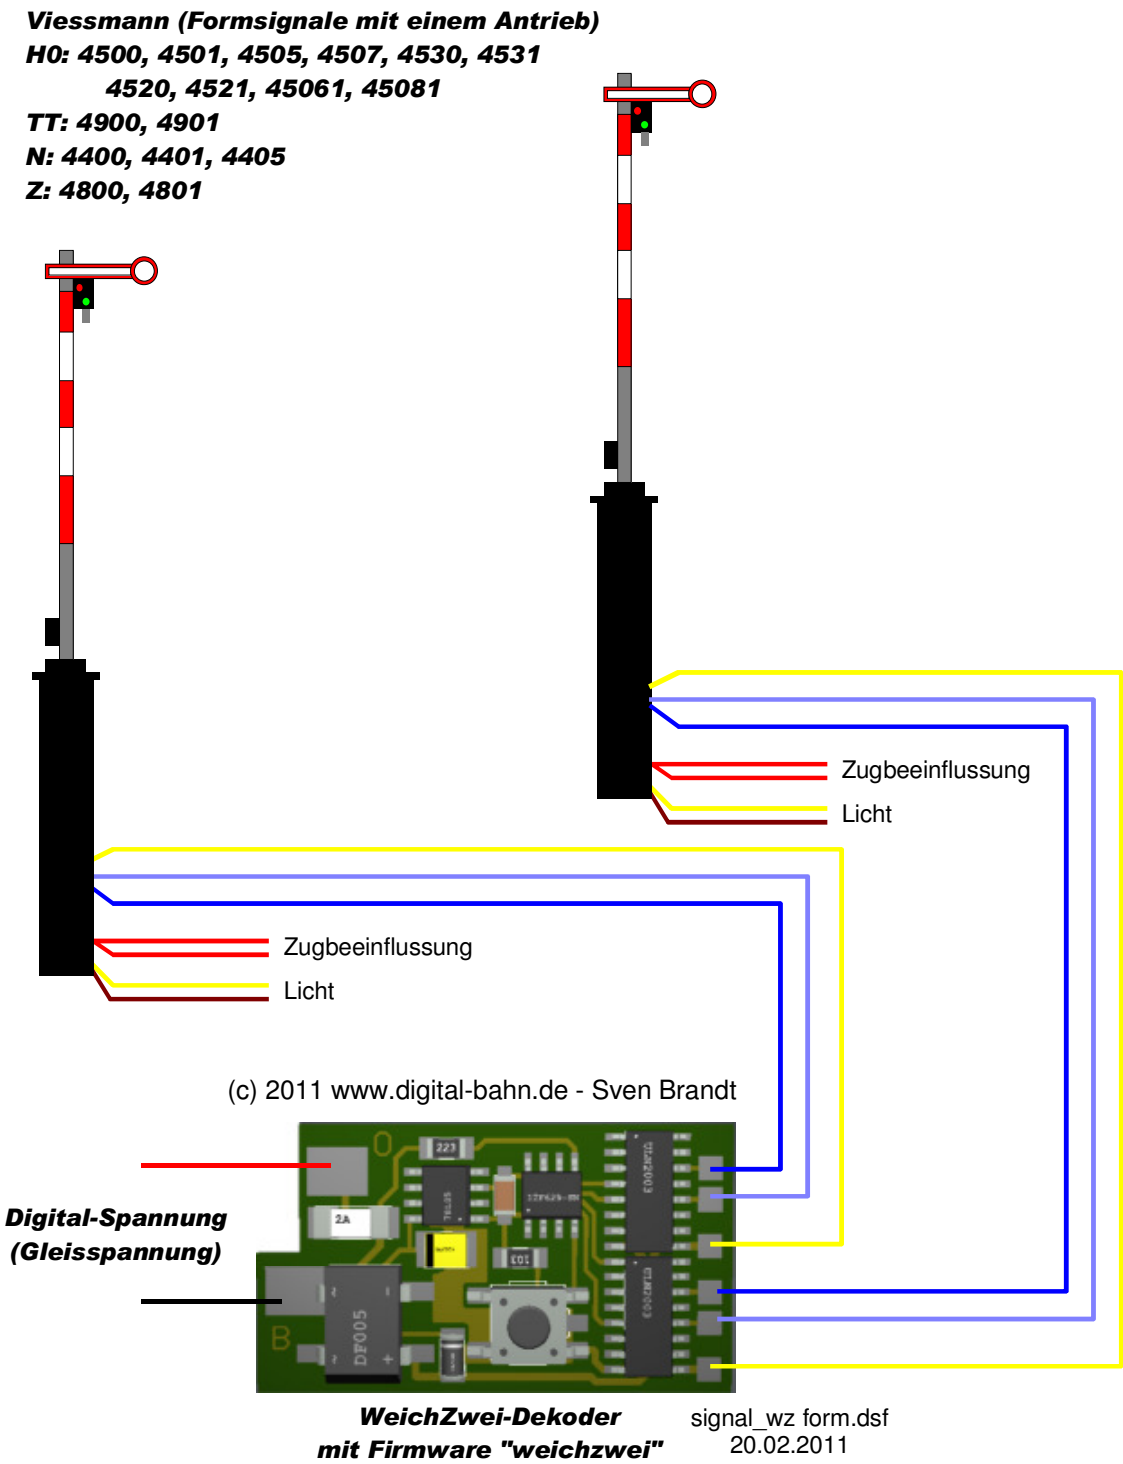 Viessmann (Formsignale mit einem Antrieb)
H0: 4500, 4501, 4505, 4507, 4530, 4531
4520, 4521, 45061, 45081
TT: 4900, 4901
N: 4400, 4401, 4405
Z: 4800, 4801
Zugbeeinflussung
Licht
Zugbeeinflussung
Licht
(c) 2011 www.digital-bahn.de - Sven Brandt
O
223
ULN2003
78L05
2A
Digital-Spannung
(Gleisspannung)
103
ULN2003
DF005
B
WeichZwei-Dekoder
mit Firmware "weichzwei"
signal_wz form.dsf
20.02.2011